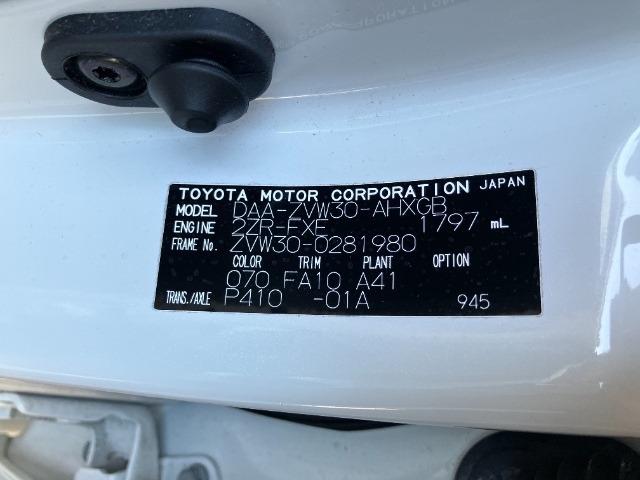 TOYOTA MOTOR CORPORATION JAPAN
MODEL DAA-ZVW30-AHXGB
ENGINE 2ZR-FXE 1797 mL
FRAME No. ZVW30-0281980
COLOR TRIM PLANT OPTION
070 FA10 A41
TRANS./AXLE P410 -01A 945